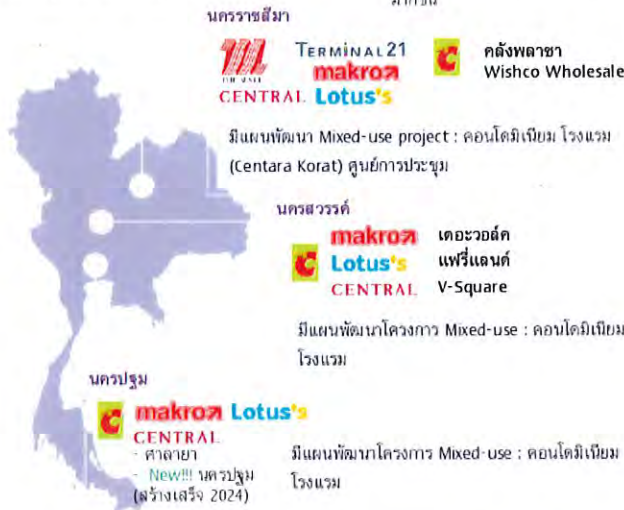 มากขึ้น
นครราชสีมา
M THE MALL TERMINAL 21 C คลังพลาซา
makro Wishco Wholesale
CENTRAL Lotus's
มีแผนพัฒนา Mixed-use project : คอนโดมิเนียม โรงแรม
(Centara Korat) ศูนย์การประชุม
นครสวรรค์
makro เดอะวอล์ค
C Lotus's แฟรี่แลนด์
CENTRAL V-Square
มีแผนพัฒนาโครงการ Mixed-use : คอนโดมิเนียม
โรงแรม
นครปฐม
C makro Lotus's
CENTRAL
- ศาลายา
- New!!! นครปฐม
(สร้างเสร็จ 2024)
มีแผนพัฒนาโครงการ Mixed-use : คอนโดมิเนียม
โรงแรม